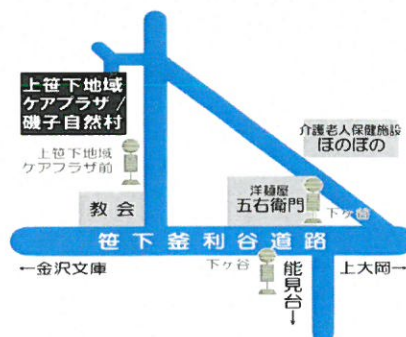 上笹下地域
ケアプラザ/
磯子自然村
上笹下地域
ケアプラザ前
介護老人保健施設
ほのぼの
教会
洋麺屋
五右衛門
下ケ谷
笹下釜利谷道路
←金沢文庫
下ケ谷
能見台↓
上大岡→